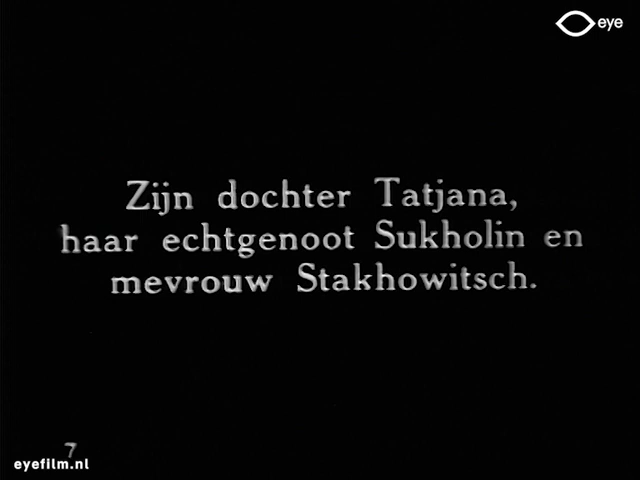 eye
Zijn dochter Tatjana,
haar echtgenoot Sukholin en
mevrouw Stakhowitsch.
7
eyefilm.nl